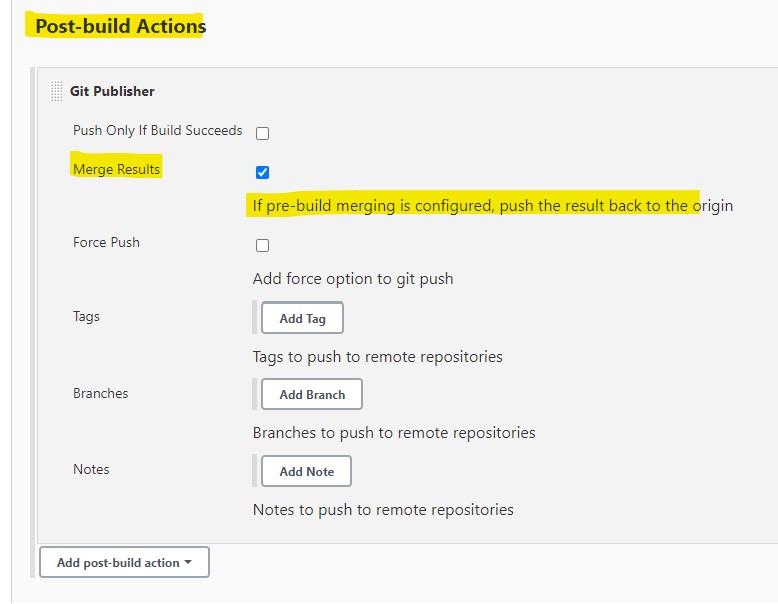 Post-build Actions
Git Publisher
Push Only If Build Succeeds
Merge Results
If pre-build merging is configured, push the result back to the origin
Force Push
Add force option to git push
Tags
Add Tag
Tags to push to remote repositories
Branches
Add Branch
Branches to push to remote repositories
Notes
Add Note
Notes to push to remote repositories
Add post-build action